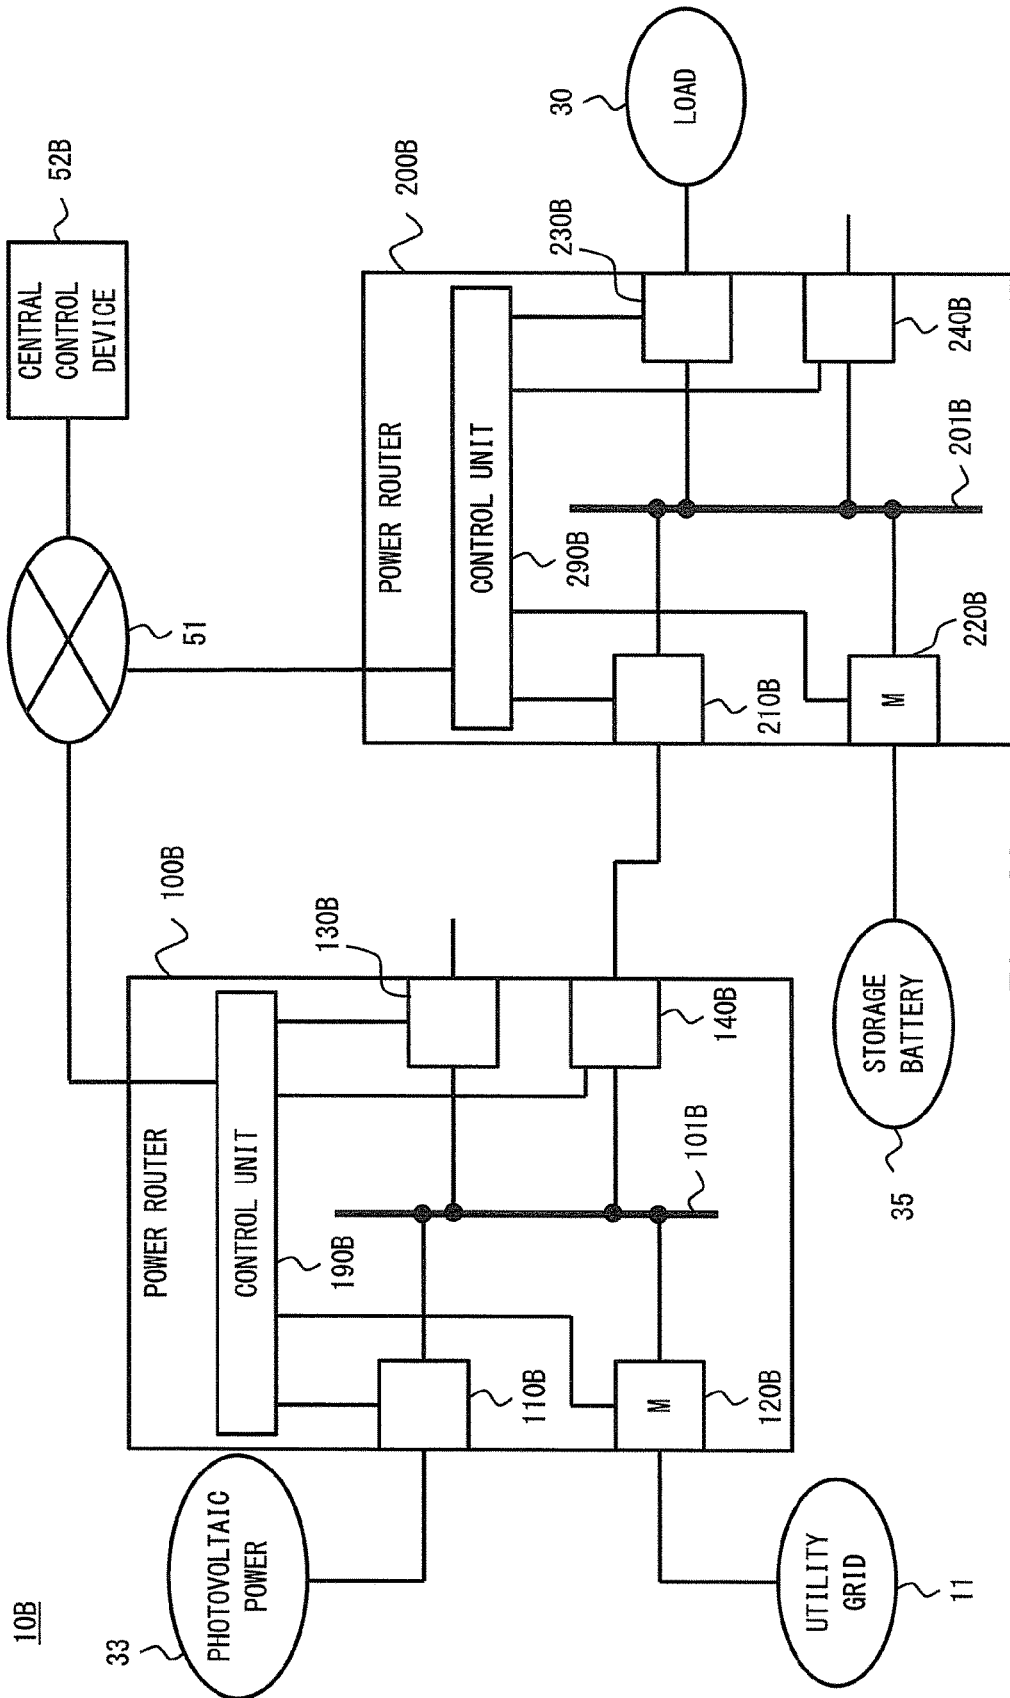 10B
33
PHOTOVOLTAIC
POWER
UTILITY
GRID
11
POWER ROUTER
100B
CONTROL UNIT
190B
110B
M
120B
130B
140B
101B
51
CENTRAL
CONTROL
DEVICE
52B
STORAGE
BATTERY
35
POWER ROUTER
200B
CONTROL UNIT
290B
210B
M
220B
230B
240B
201B
30
LOAD